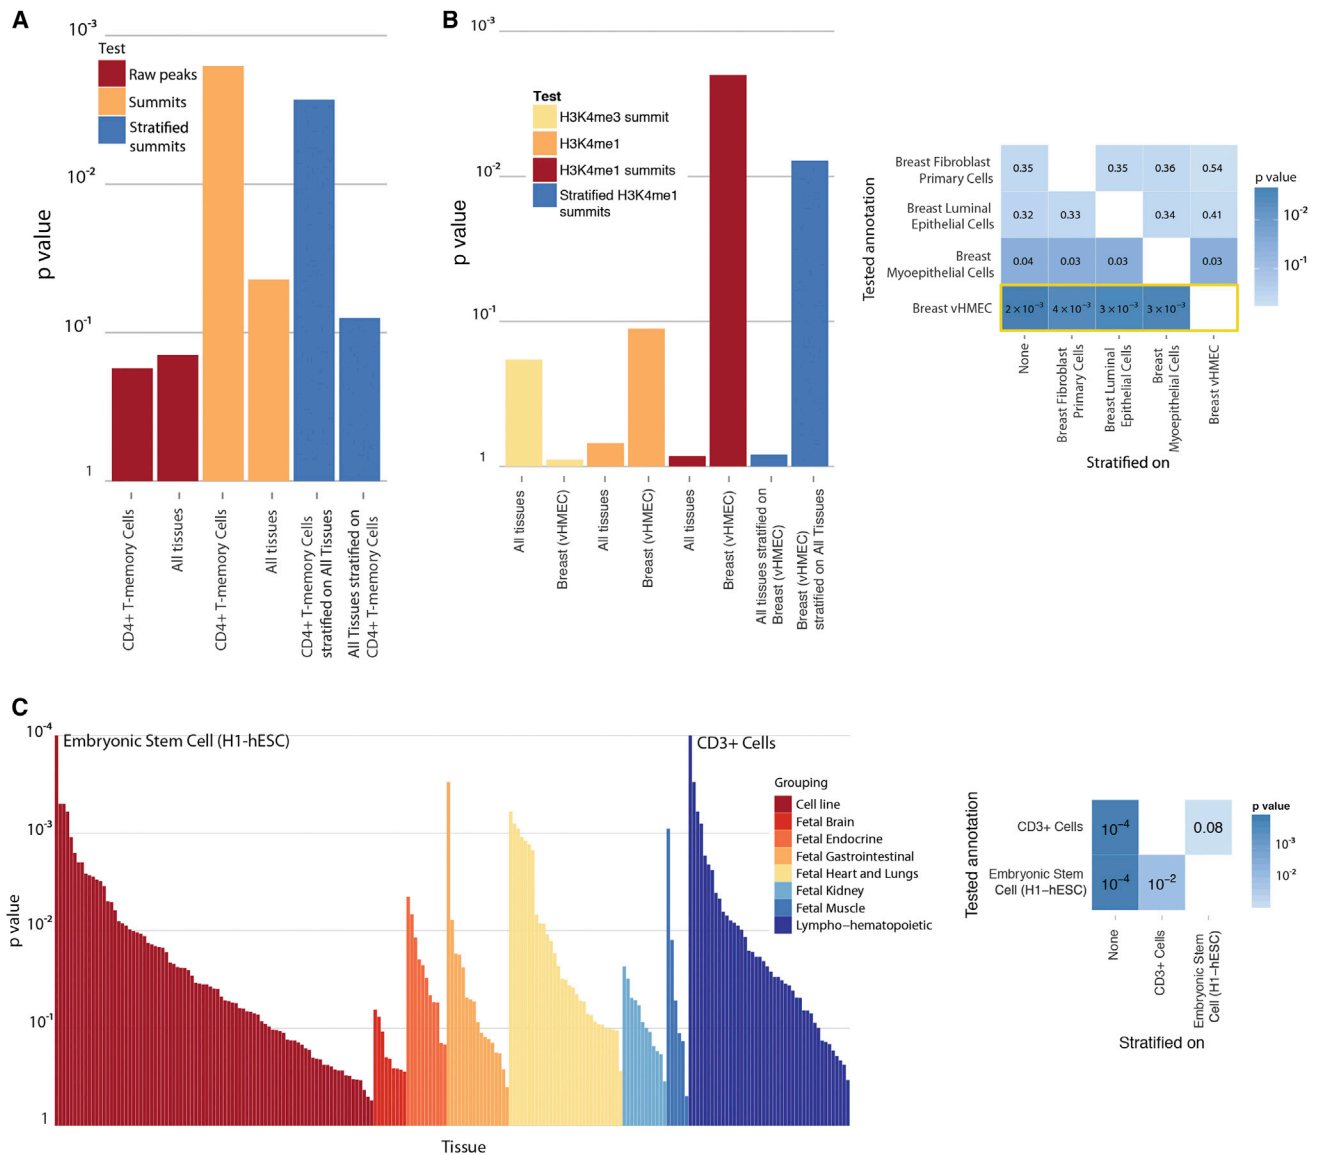 A
10-3
Test
Raw peaks
Summits
Stratified
summits
10-2
p value
10-1
1
CD4+ T-memory Cells
All tissues
CD4+ T-memory Cells
All tissues
CD4+ T-memory Cells
stratified on All Tissues
All Tissues stratified on
CD4+ T-memory Cells
B
10-3
Test
H3K4me3 summit
H3K4me1
H3K4me1 summits
Stratified H3K4me1
summits
10-2
p value
10-1
1
All tissues
Breast (vHMEC)
All tissues
Breast (vHMEC)
All tissues
Breast (vHMEC)
All tissues stratified on
Breast (vHMEC)
Breast (vHMEC)
stratified on All Tissues
Tested annotation
Breast Fibroblast
Primary Cells
0.35 0.35 0.36 0.54
Breast Luminal
Epithelial Cells
0.32 0.33 0.34 0.41
Breast
Myoepithelial Cells
0.04 0.03 0.03 0.03
Breast vHMEC
2 × 10−3 4 × 10−3 3 × 10−3 3 × 10−3
None
Breast Fibroblast
Primary Cells
Breast Luminal
Epithelial Cells
Breast
Myoepithelial Cells
Breast vHMEC
Stratified on
p value
10-2
10-1
C
10-4
Embryonic Stem Cell (H1-hESC)
CD3+ Cells
10-3
10-2
p value
10-1
1
Tissue
Grouping
Cell line
Fetal Brain
Fetal Endocrine
Fetal Gastrointestinal
Fetal Heart and Lungs
Fetal Kidney
Fetal Muscle
Lympho−hematopoietic
Tested annotation
CD3+ Cells
10−4 0.08
Embryonic Stem
Cell (H1−hESC)
10−4 10−2
None
CD3+ Cells
Embryonic Stem
Cell (H1−hESC)
Stratified on
p value
10-3
10-2